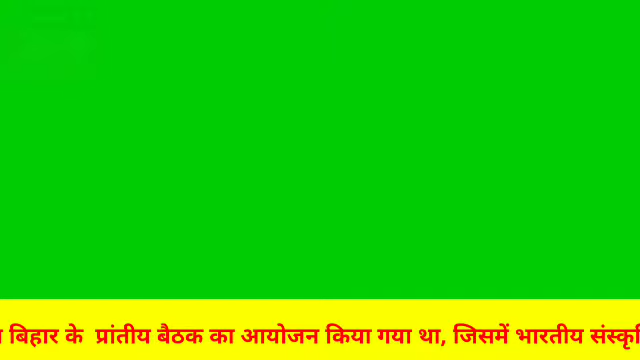 बिहार के प्रांतीय बैठक का आयोजन किया गया था, जिसमें भारतीय